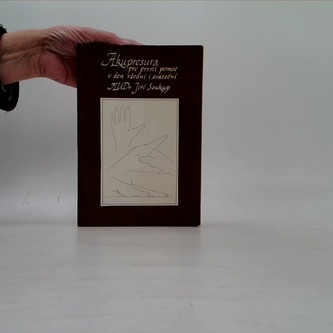 Akupresura
pro první pomoc
v den všední i sváteční
MUDr. Jiří Soukup